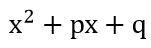 x² + px + q